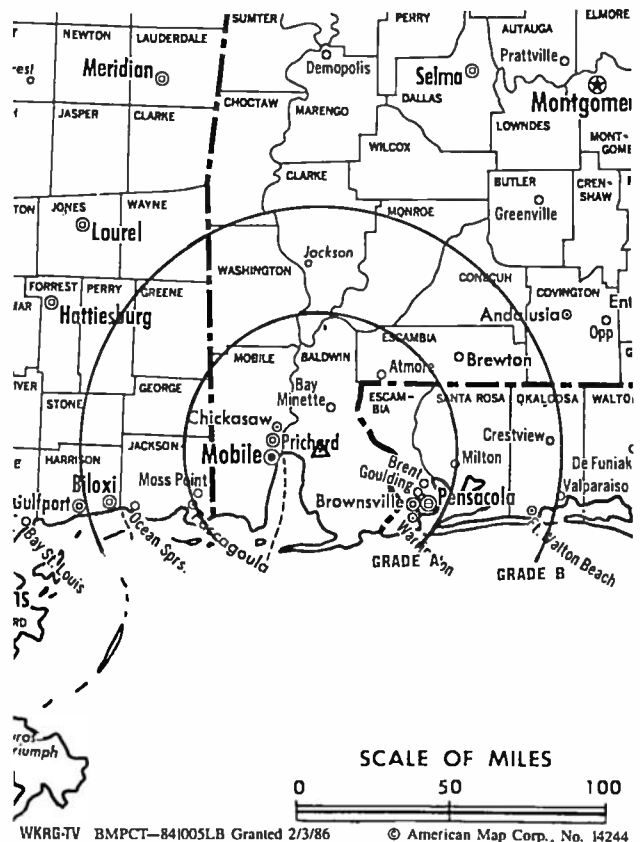 SUMTER
PERRY
ELMORE
NEWTON
LAUDERDALE
AUTAUGA
Prattville
Demopolis
Meridian
Selma
CHOCTAW
MARENGO
DALLAS
JASPER
CLARKE
LOWNDES
MONT-
WILCOX
CLARKE
BUTLER
CREN-
SHAW
JONES
WAYNE
MONROE
Greenville
Laurel
Jackson
WASHINGTON
CONECUH
COVINGTON
FORREST
PERRY
GREENE
Hattiesburg
Andalusia
Opp
ESCAMBIA
MOBILE
BALDWIN
Atmore
Brewton
STONE
GEORGE
Bay
Minette
ESCAM-
BIA
SANTA ROSA
OKALOOSA
Chickasaw
Prichard
Crestview
HARRISON
JACKSON
Mobile
Milton
De Funiak
Biloxi
Moss Point
Brent
Goulding
Valparaiso
Gulfport
Brownsville
Pensacola
Ocean Sprs.
Bay St. Louis
GRADE A
GRADE B
Ft. Walton Beach
SCALE OF MILES
0 50 100
WKRG-TV BMPCT—841005LB Granted 2/3/86 © American Map Corp., No. 14244